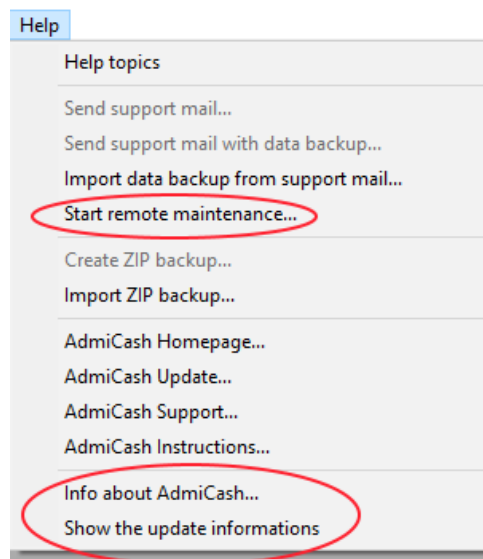 Help
Help topics
Send support mail...
Send support mail with data backup...
Import data backup from support mail...
Start remote maintenance...
Create ZIP backup...
Import ZIP backup...
AdmiCash Homepage...
AdmiCash Update...
AdmiCash Support...
AdmiCash Instructions...
Info about AdmiCash...
Show the update informations